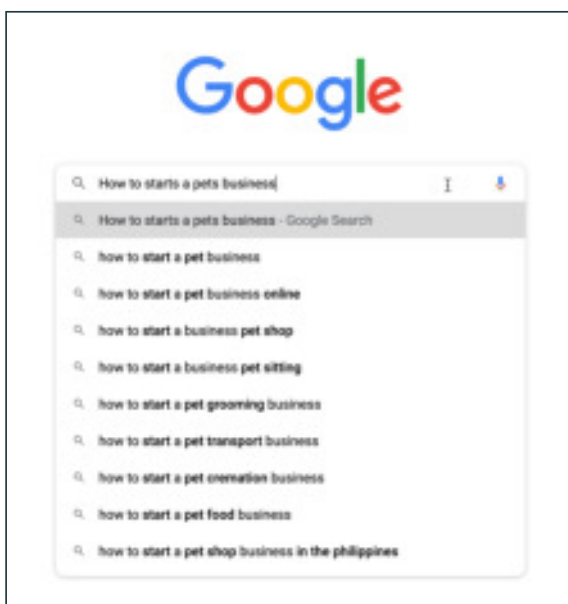 Google
How to starts a pets business
How to starts a pets business - Google Search
how to start a pet business
how to start a pet business online
how to start a business pet shop
how to start a business pet sitting
how to start a pet grooming business
how to start a pet transport business
how to start a pet cremation business
how to start a pet food business
how to start a pet shop business in the philippines